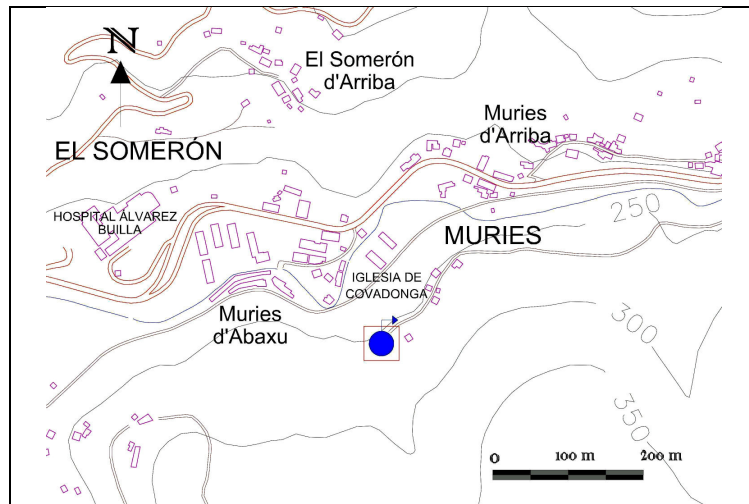 N
El Somerón
d'Arriba
Muries
d'Arriba
EL SOMERÓN
HOSPITAL ÁLVAREZ
BUILLA
250
MURIES
IGLESIA DE
COVADONGA
Muries
d'Abaxu
300
350
0 100 m 200 m